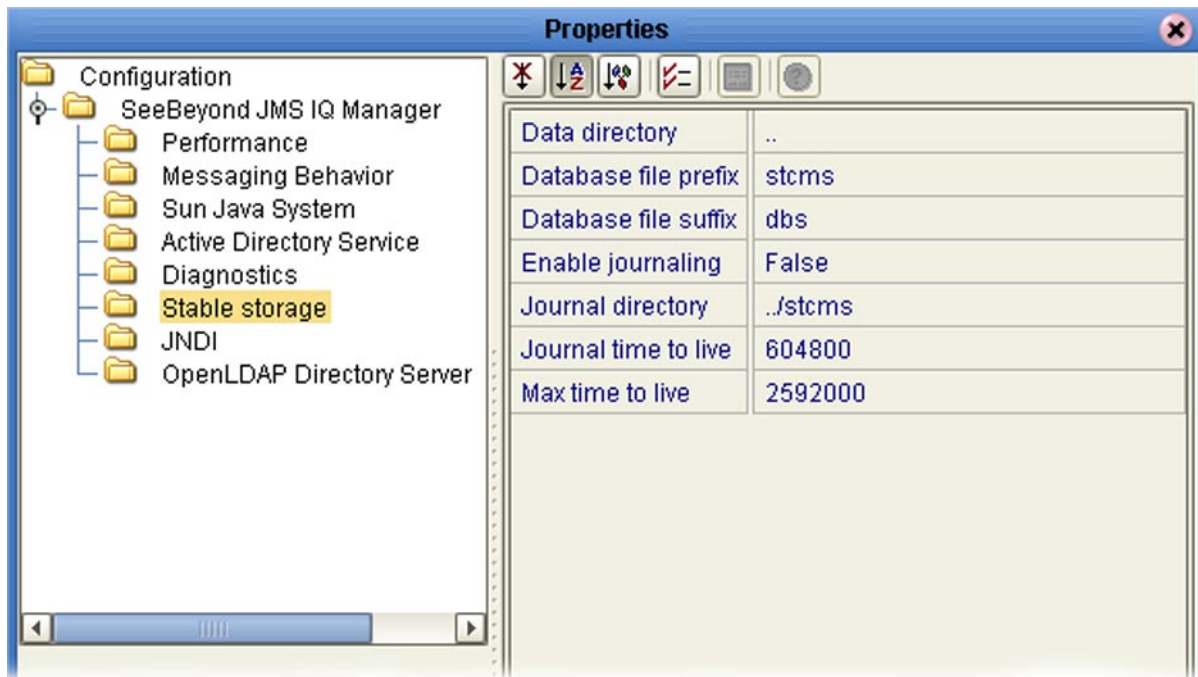 Properties
Configuration
SeeBeyond JMS IQ Manager
Performance
Messaging Behavior
Sun Java System
Active Directory Service
Diagnostics
Stable storage
JNDI
OpenLDAP Directory Server
Data directory ..
Database file prefix stcms
Database file suffix dbs
Enable journaling False
Journal directory ../stcms
Journal time to live 604800
Max time to live 2592000